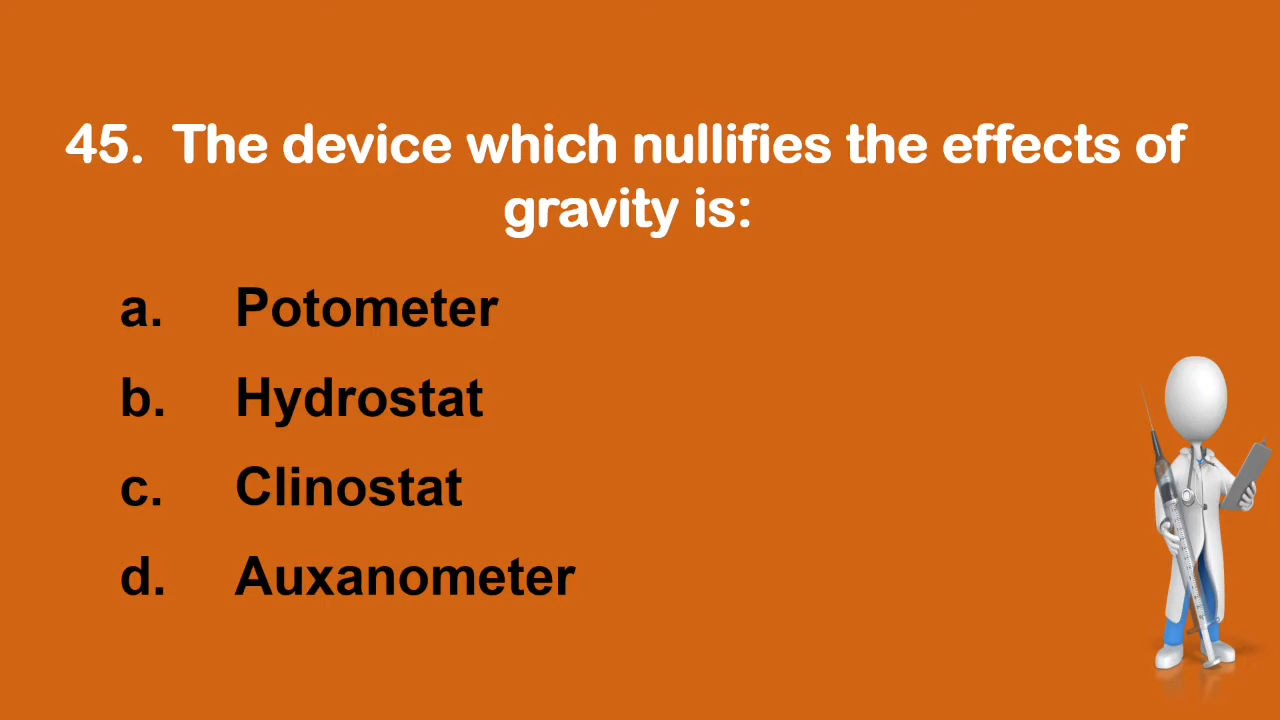 45. The device which nullifies the effects of
gravity is:
a. Potometer
b. Hydrostat
c. Clinostat
d. Auxanometer